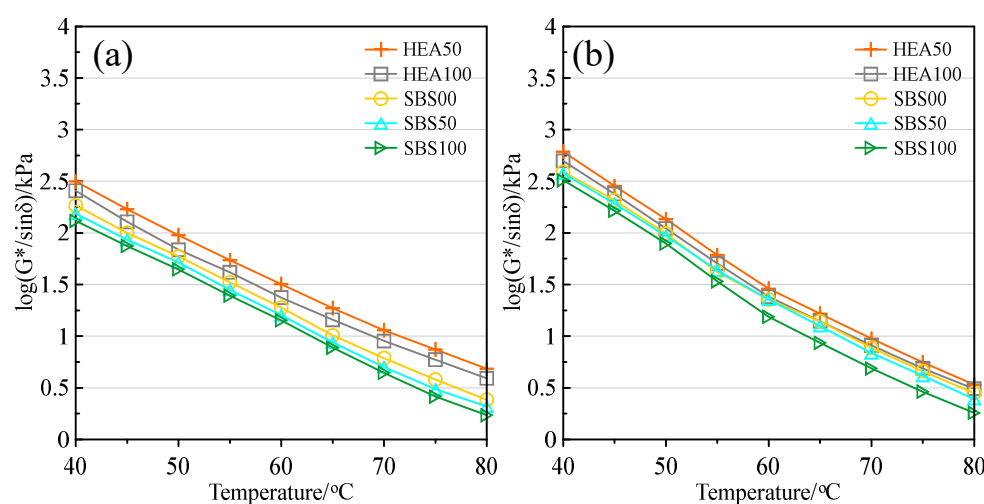 (a)
HEA50
HEA100
SBS00
SBS50
SBS100
4
3.5
3
2.5
2
1.5
1
0.5
0
log(G*/sinδ)/kPa
40
50
60
70
80
Temperature/°C
(b)
HEA50
HEA100
SBS00
SBS50
SBS100
4
3.5
3
2.5
2
1.5
1
0.5
0
log(G*/sinδ)/kPa
40
50
60
70
80
Temperature/°C